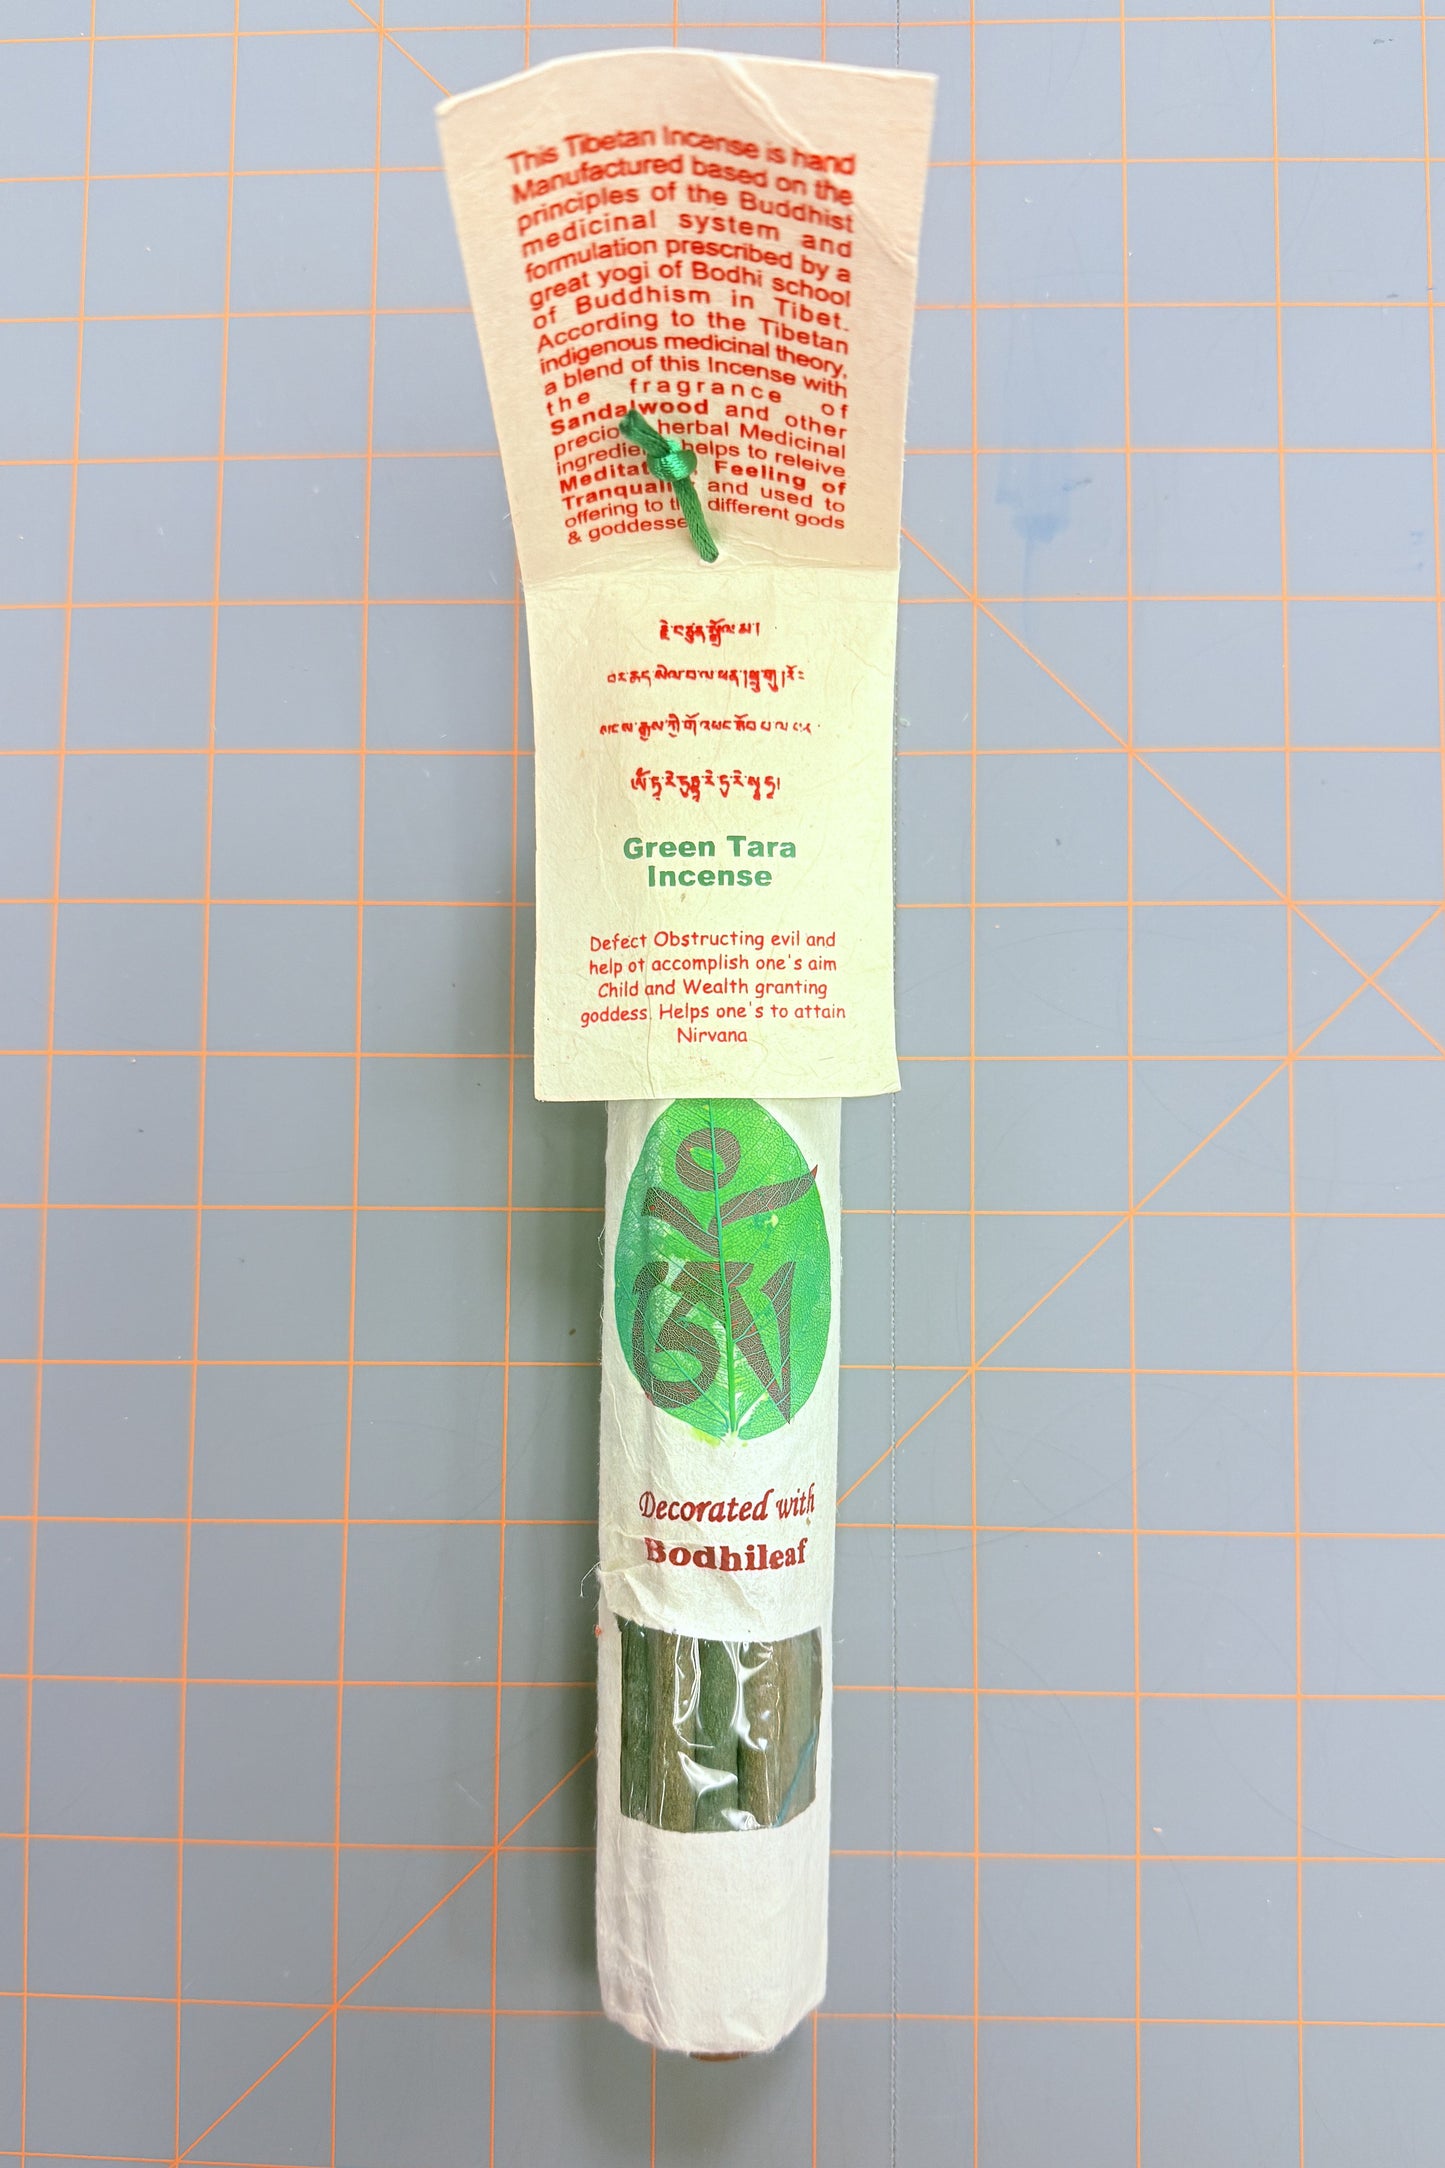 This Tibetan Incense is hand
Manufactured based on the
principles of the Buddhist
medicinal system and
formulation prescribed by a
great yogi of Bodhi school
of Buddhism in Tibet.
According to the Tibetan
indigenous medicinal theory,
a blend of this Incense with
the fragrance of
Sandalwood and other
herbal Medicinal
helps to releive
Feeling of
and used to
offering to different gods
&
རྗེ་བཙུན་སྒྲོལ་མ།
ༀ་ཏཱ་རེ་ཏུཏྟཱ་རེ་ཏུ་རེ་སྭཱ་ཧཱ།
Green Tara
Incense
Defect Obstructing evil and
help ot accomplish one's aim
Child and Wealth granting
goddess. Helps one's to attain
Nirvana
ༀ
Decorated with
Bodhileaf